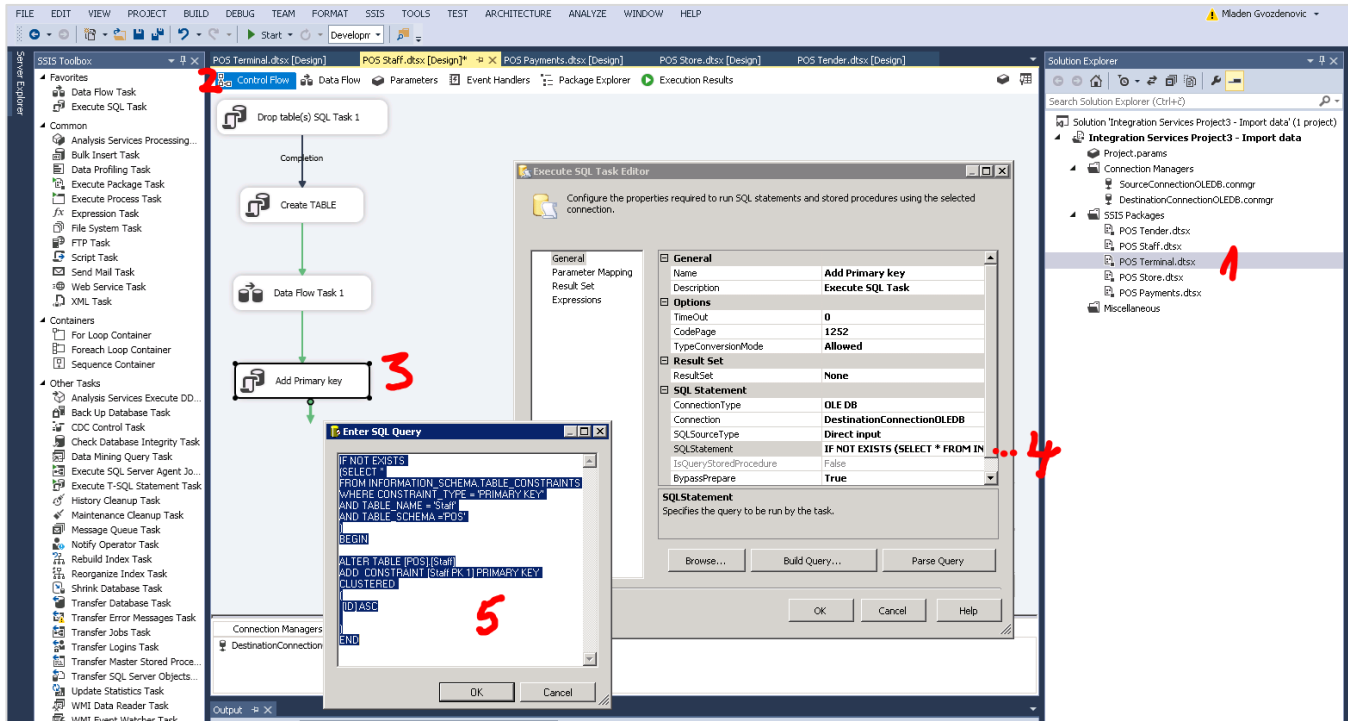 FILE EDIT VIEW PROJECT BUILD DEBUG TEAM FORMAT SSIS TOOLS TEST ARCHITECTURE ANALYZE WINDOW HELP
Mladen Gvozdenovic
Start
Developm
Server Explorer
SSIS Toolbox
Favorites
Data Flow Task
Execute SQL Task
Common
Analysis Services Processing...
Bulk Insert Task
Data Profiling Task
Execute Package Task
Execute Process Task
Expression Task
File System Task
FTP Task
Script Task
Send Mail Task
Web Service Task
XML Task
Containers
For Loop Container
Foreach Loop Container
Sequence Container
Other Tasks
Analysis Services Execute DD...
Back Up Database Task
CDC Control Task
Check Database Integrity Task
Data Mining Query Task
Execute SQL Server Agent Jo...
Execute T-SQL Statement Task
History Cleanup Task
Maintenance Cleanup Task
Message Queue Task
Notify Operator Task
Rebuild Index Task
Reorganize Index Task
Shrink Database Task
Transfer Database Task
Transfer Error Messages Task
Transfer Jobs Task
Transfer Logins Task
Transfer Master Stored Proce...
Transfer SQL Server Objects...
Update Statistics Task
WMI Data Reader Task
WMI Event Watcher Task
POS Terminal.dtsx [Design] POS Staff.dtsx [Design]* POS Payments.dtsx [Design] POS Store.dtsx [Design] POS Tender.dtsx [Design]
2
Control Flow Data Flow Parameters Event Handlers Package Explorer Execution Results
Drop table(s) SQL Task 1
Completion
Create TABLE
Data Flow Task 1
Add Primary key
3
Connection Managers
DestinationConnection
Output
Execute SQL Task Editor
Configure the properties required to run SQL statements and stored procedures using the selected
connection.
General
Parameter Mapping
Result Set
Expressions
General
Name Add Primary key
Description Execute SQL Task
Options
TimeOut 0
CodePage 1252
TypeConversionMode Allowed
Result Set
ResultSet None
SQL Statement
ConnectionType OLE DB
Connection DestinationConnectionOLEDB
SQLSourceType Direct input
SQLStatement IF NOT EXISTS (SELECT * FROM IN
... 4
IsQueryStoredProcedure False
BypassPrepare True
SQLStatement
Specifies the query to be run by the task.
Browse... Build Query... Parse Query
OK Cancel Help
Enter SQL Query
IF NOT EXISTS
(SELECT *
FROM INFORMATION_SCHEMA.TABLE_CONSTRAINTS
WHERE CONSTRAINT_TYPE = 'PRIMARY KEY'
AND TABLE_NAME = 'Staff'
AND TABLE_SCHEMA ='POS'
)
BEGIN
ALTER TABLE [POS].[Staff]
ADD CONSTRAINT [Staff PK 1] PRIMARY KEY
CLUSTERED
(
[ID] ASC
)
END
5
OK Cancel
Solution Explorer
Search Solution Explorer (Ctrl+č)
Solution 'Integration Services Project3 - Import data' (1 project)
Integration Services Project3 - Import data
Project.params
Connection Managers
SourceConnectionOLEDB.conmgr
DestinationConnectionOLEDB.conmgr
SSIS Packages
POS Tender.dtsx
POS Staff.dtsx
POS Terminal.dtsx
POS Store.dtsx
POS Payments.dtsx
Miscellaneous
1